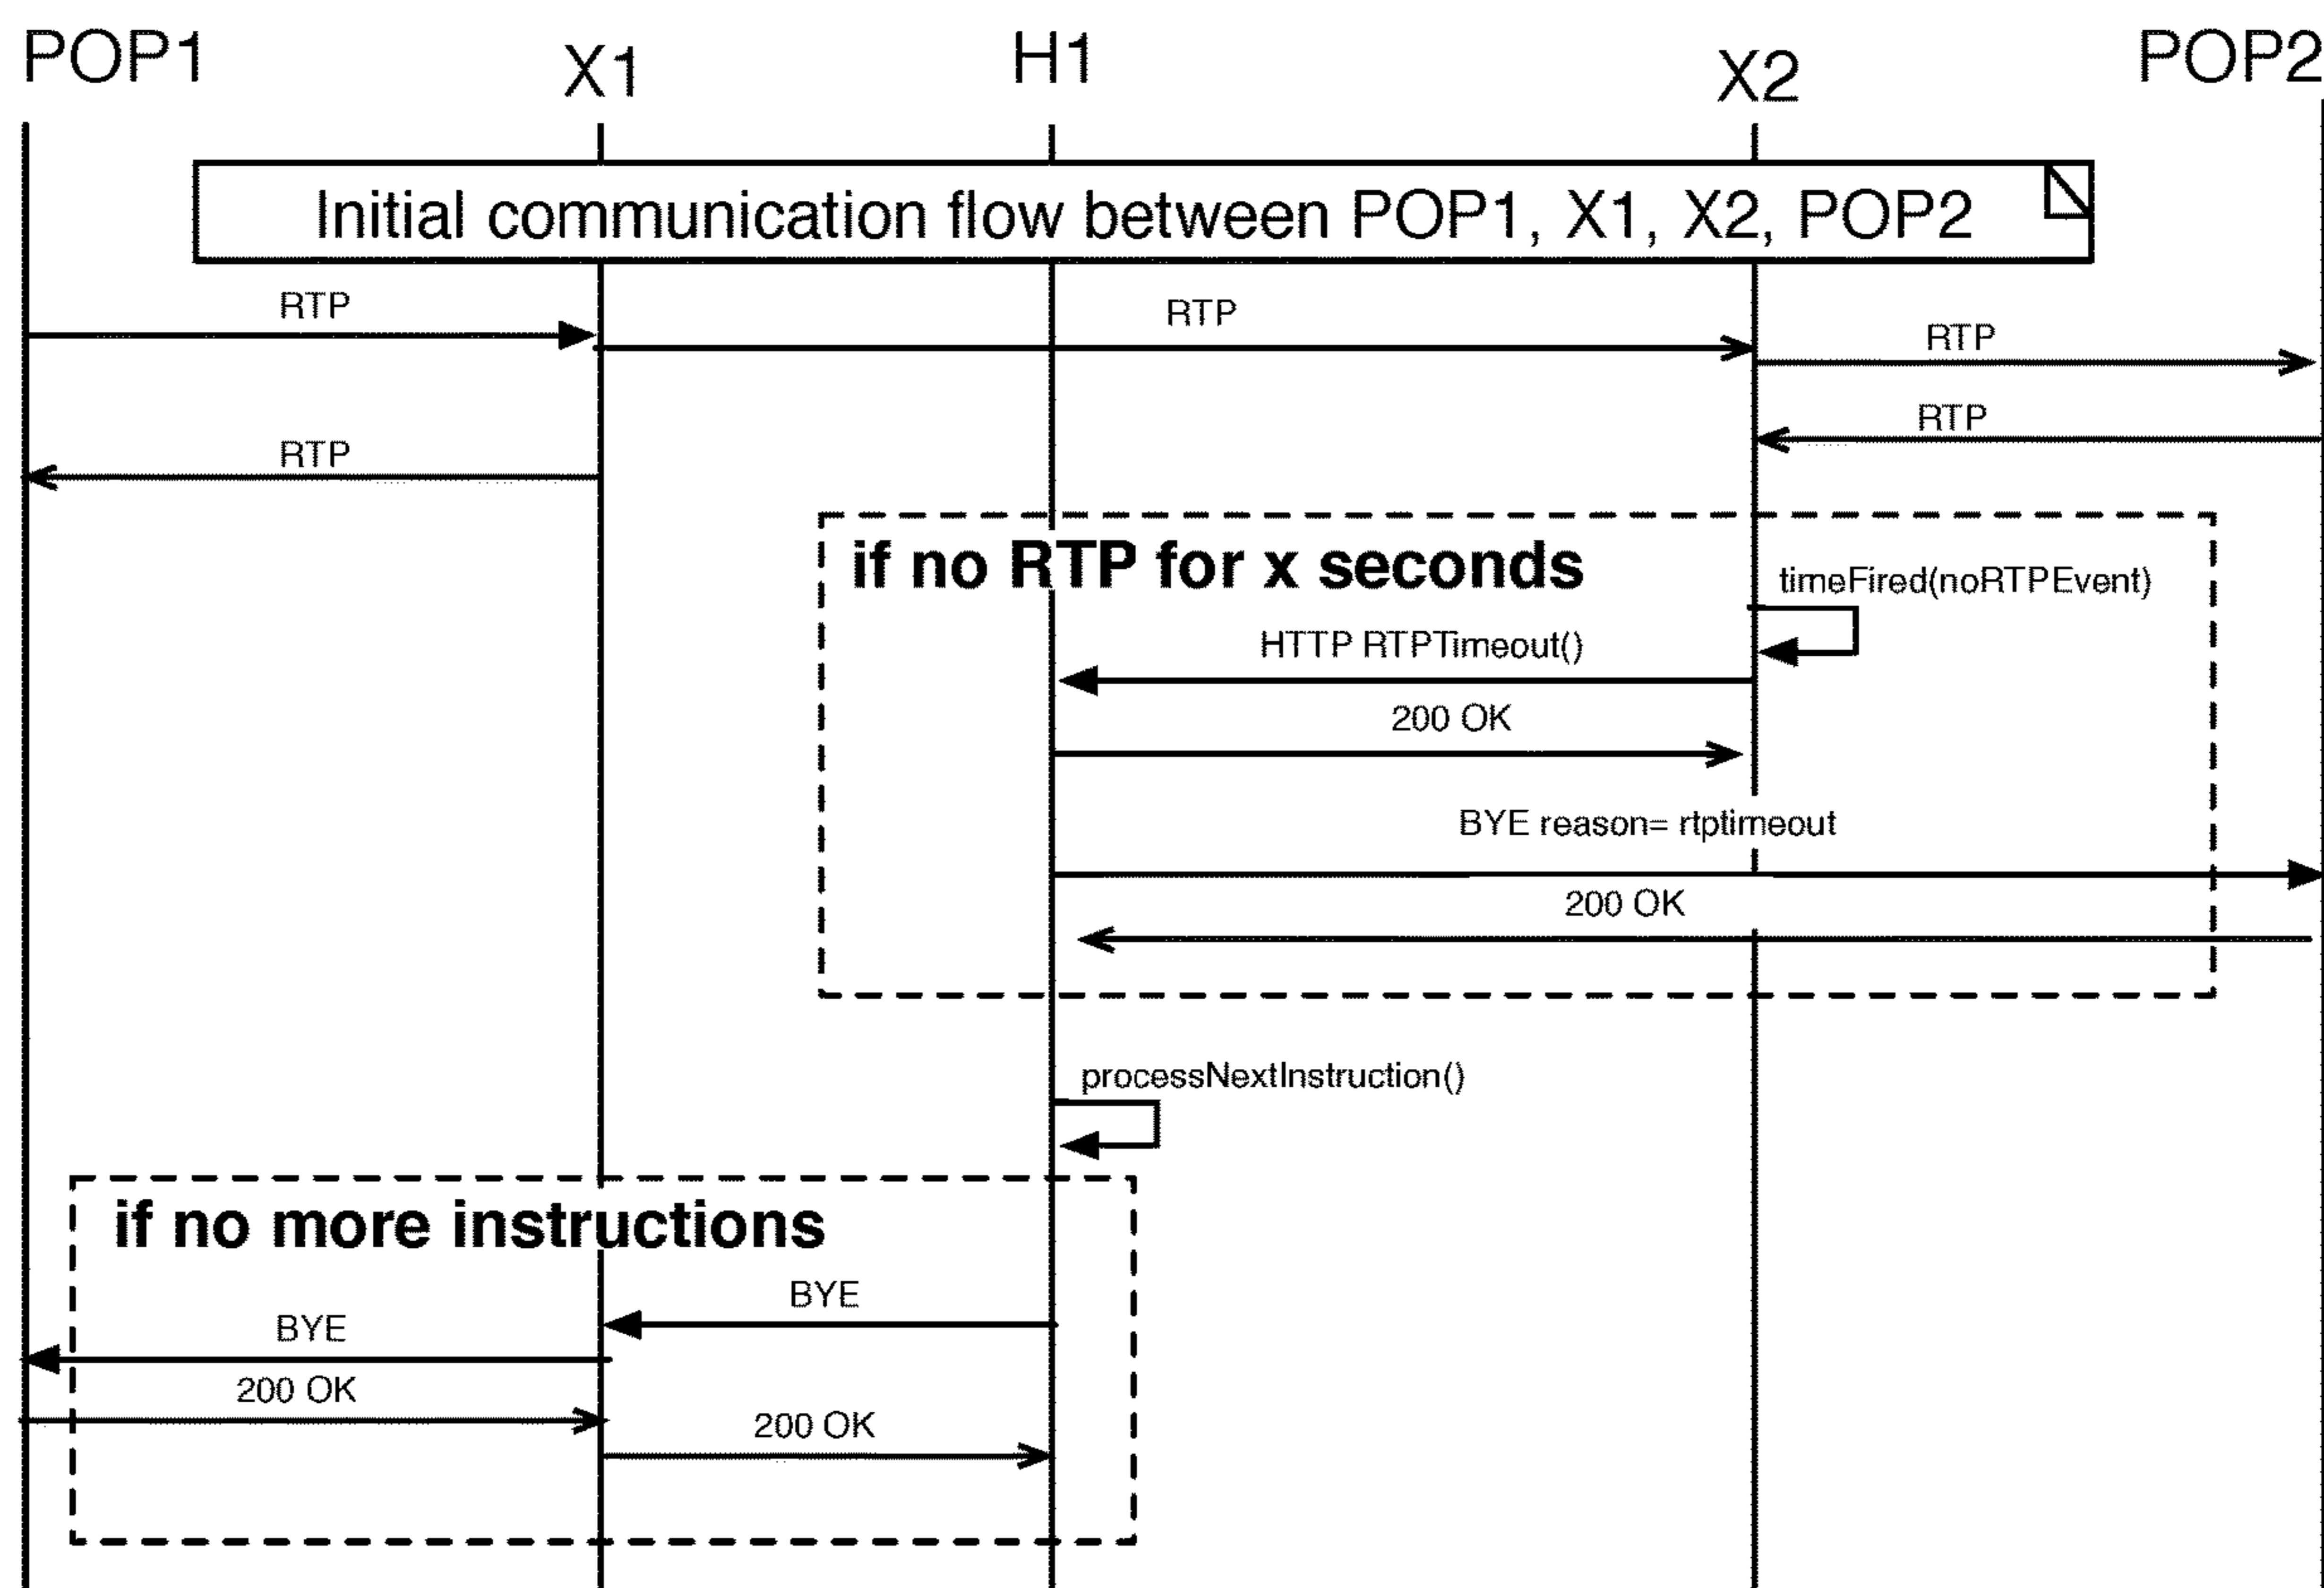 POP1
X1
H1
X2
POP2
Initial communication flow between POP1, X1, X2, POP2
RTP
RTP
RTP
RTP
RTP
if no RTP for x seconds
timeFired(noRTPEvent)
HTTP RTPTimeout()
200 OK
BYE reason= rtptimeout
200 OK
processNextInstruction()
if no more instructions
BYE
BYE
200 OK
200 OK